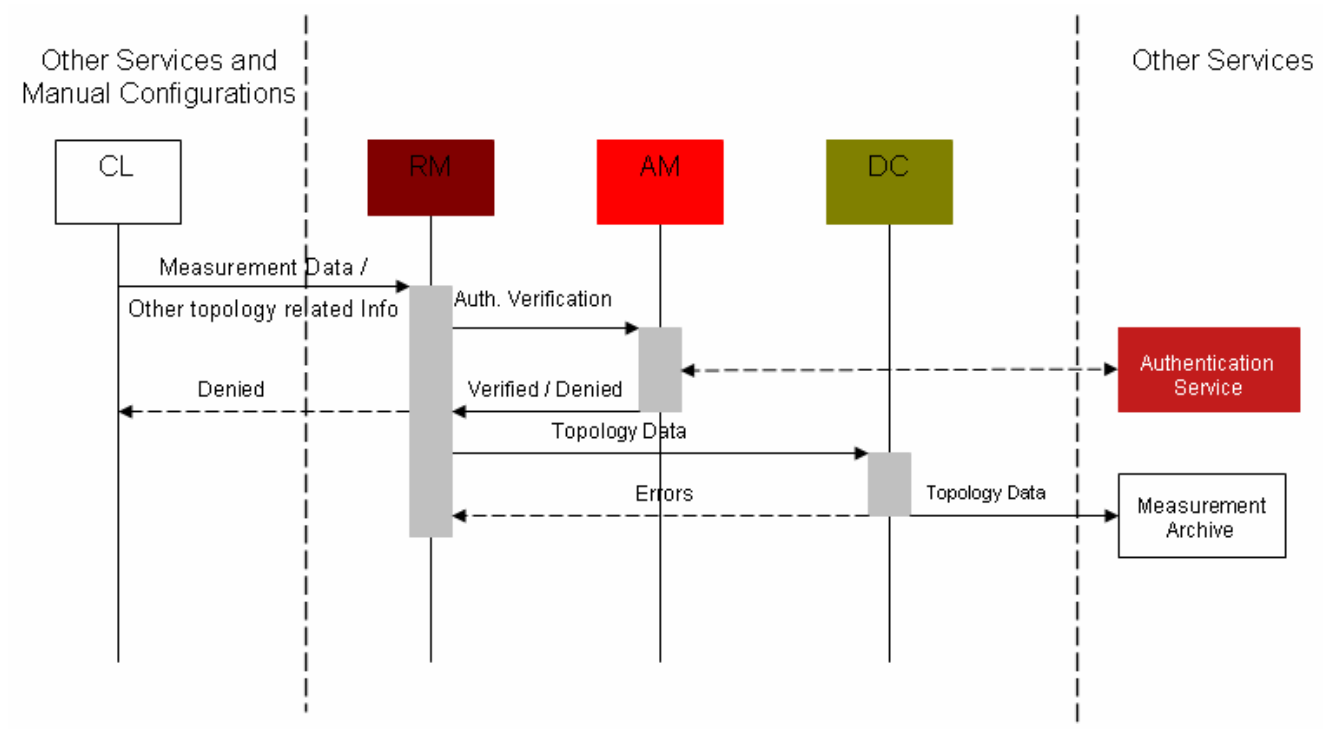 Other Services and
Manual Configurations
Other Services
CL
RM
AM
DC
Measurement Data /
Other topology related Info
Auth. Verification
Authentication
Service
Denied
Verified / Denied
Topology Data
Errors
Topology Data
Measurement
Archive